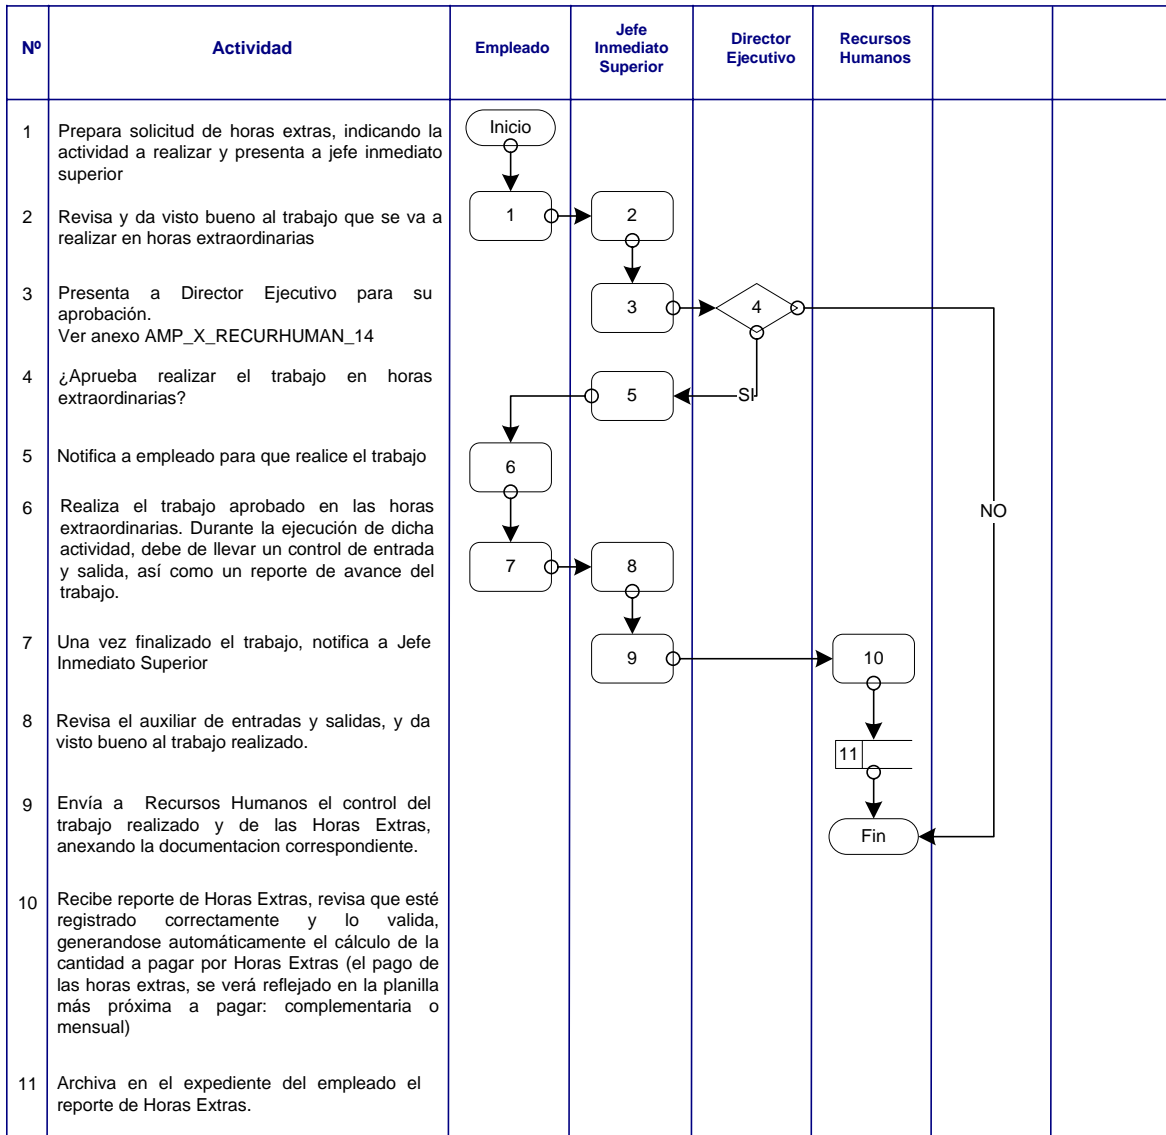 Nº
Actividad
Empleado
Jefe
Inmediato
Superior
Director
Ejecutivo
Recursos
Humanos
1
Prepara solicitud de horas extras, indicando la
actividad a realizar y presenta a jefe inmediato
superior
2
Revisa y da visto bueno al trabajo que se va a
realizar en horas extraordinarias
3
Presenta a Director Ejecutivo para su
aprobación.
Ver anexo AMP_X_RECURHUMAN_14
4
¿Aprueba realizar el trabajo en horas
extraordinarias?
5
Notifica a empleado para que realice el trabajo
6
Realiza el trabajo aprobado en las horas
extraordinarias. Durante la ejecución de dicha
actividad, debe de llevar un control de entrada
y salida, así como un reporte de avance del
trabajo.
7
Una vez finalizado el trabajo, notifica a Jefe
Inmediato Superior
8
Revisa el auxiliar de entradas y salidas, y da
visto bueno al trabajo realizado.
9
Envía a Recursos Humanos el control del
trabajo realizado y de las Horas Extras,
anexando la documentacion correspondiente.
10
Recibe reporte de Horas Extras, revisa que esté
registrado correctamente y lo valida,
generandose automáticamente el cálculo de la
cantidad a pagar por Horas Extras (el pago de
las horas extras, se verá reflejado en la planilla
más próxima a pagar: complementaria o
mensual)
11
Archiva en el expediente del empleado el
reporte de Horas Extras.
Inicio
1
2
3
4
5
SI
6
NO
7
8
9
10
11
Fin